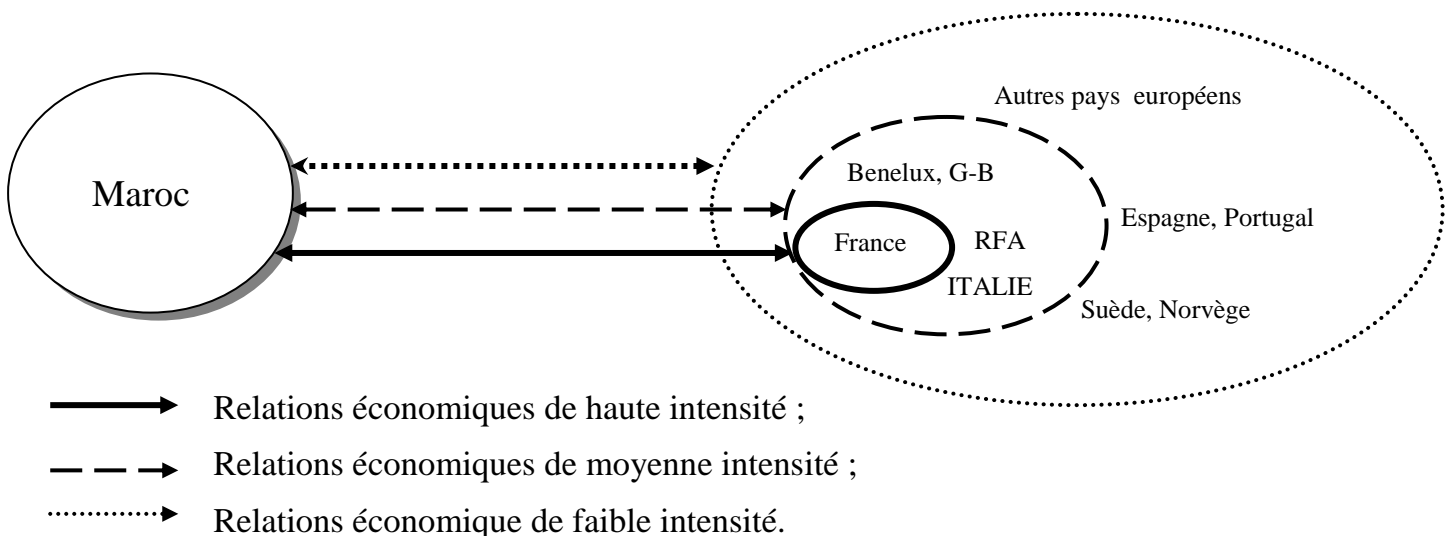 Autres pays européens
Benelux, G-B
Maroc
Espagne, Portugal
France
RFA
ITALIE
Suède, Norvège
Relations économiques de haute intensité ;
Relations économiques de moyenne intensité ;
Relations économique de faible intensité.